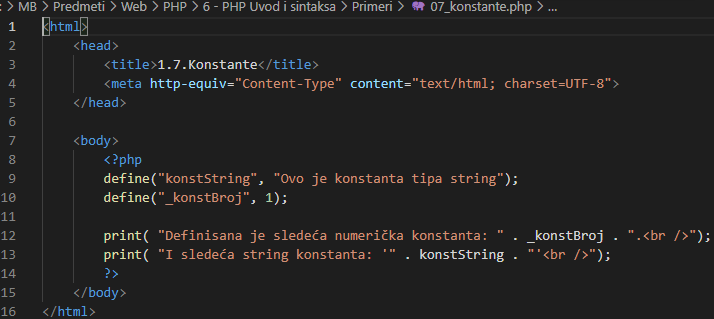 : > MB > Predmeti > Web > PHP > 6 - PHP Uvod i sintaksa > Primeri > 07_konstante.php > ...
1 <html>
2 <head>
3 <title>1.7.Konstante</title>
4 <meta http-equiv="Content-Type" content="text/html; charset=UTF-8">
5 </head>
6
7 <body>
8 <?php
9 define("konstString", "Ovo je konstanta tipa string");
10 define("_konstBroj", 1);
11
12 print( "Definisana je sledeća numerička konstanta: " . _konstBroj . ".<br />");
13 print( "I sledeća string konstanta: '" . konstString . "'<br />");
14 ?>
15 </body>
16 </html>